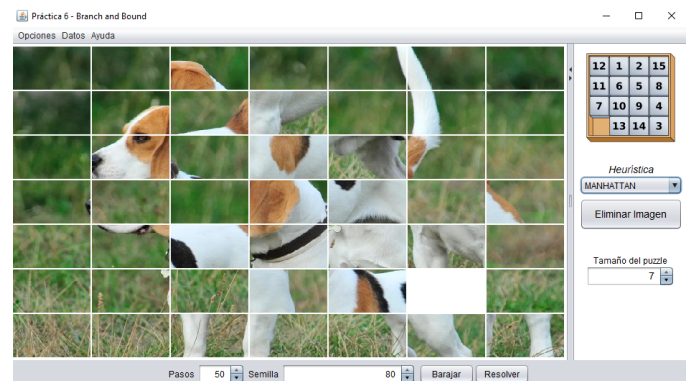 Práctica 6 - Branch and Bound
Opciones Datos Ayuda
12 1 2 15
11 6 5 8
7 10 9 4
13 14 3
Heurística
MANHATTAN
Eliminar Imagen
Tamaño del puzzle
7
Pasos 50 Semilla 80 Barajar Resolver